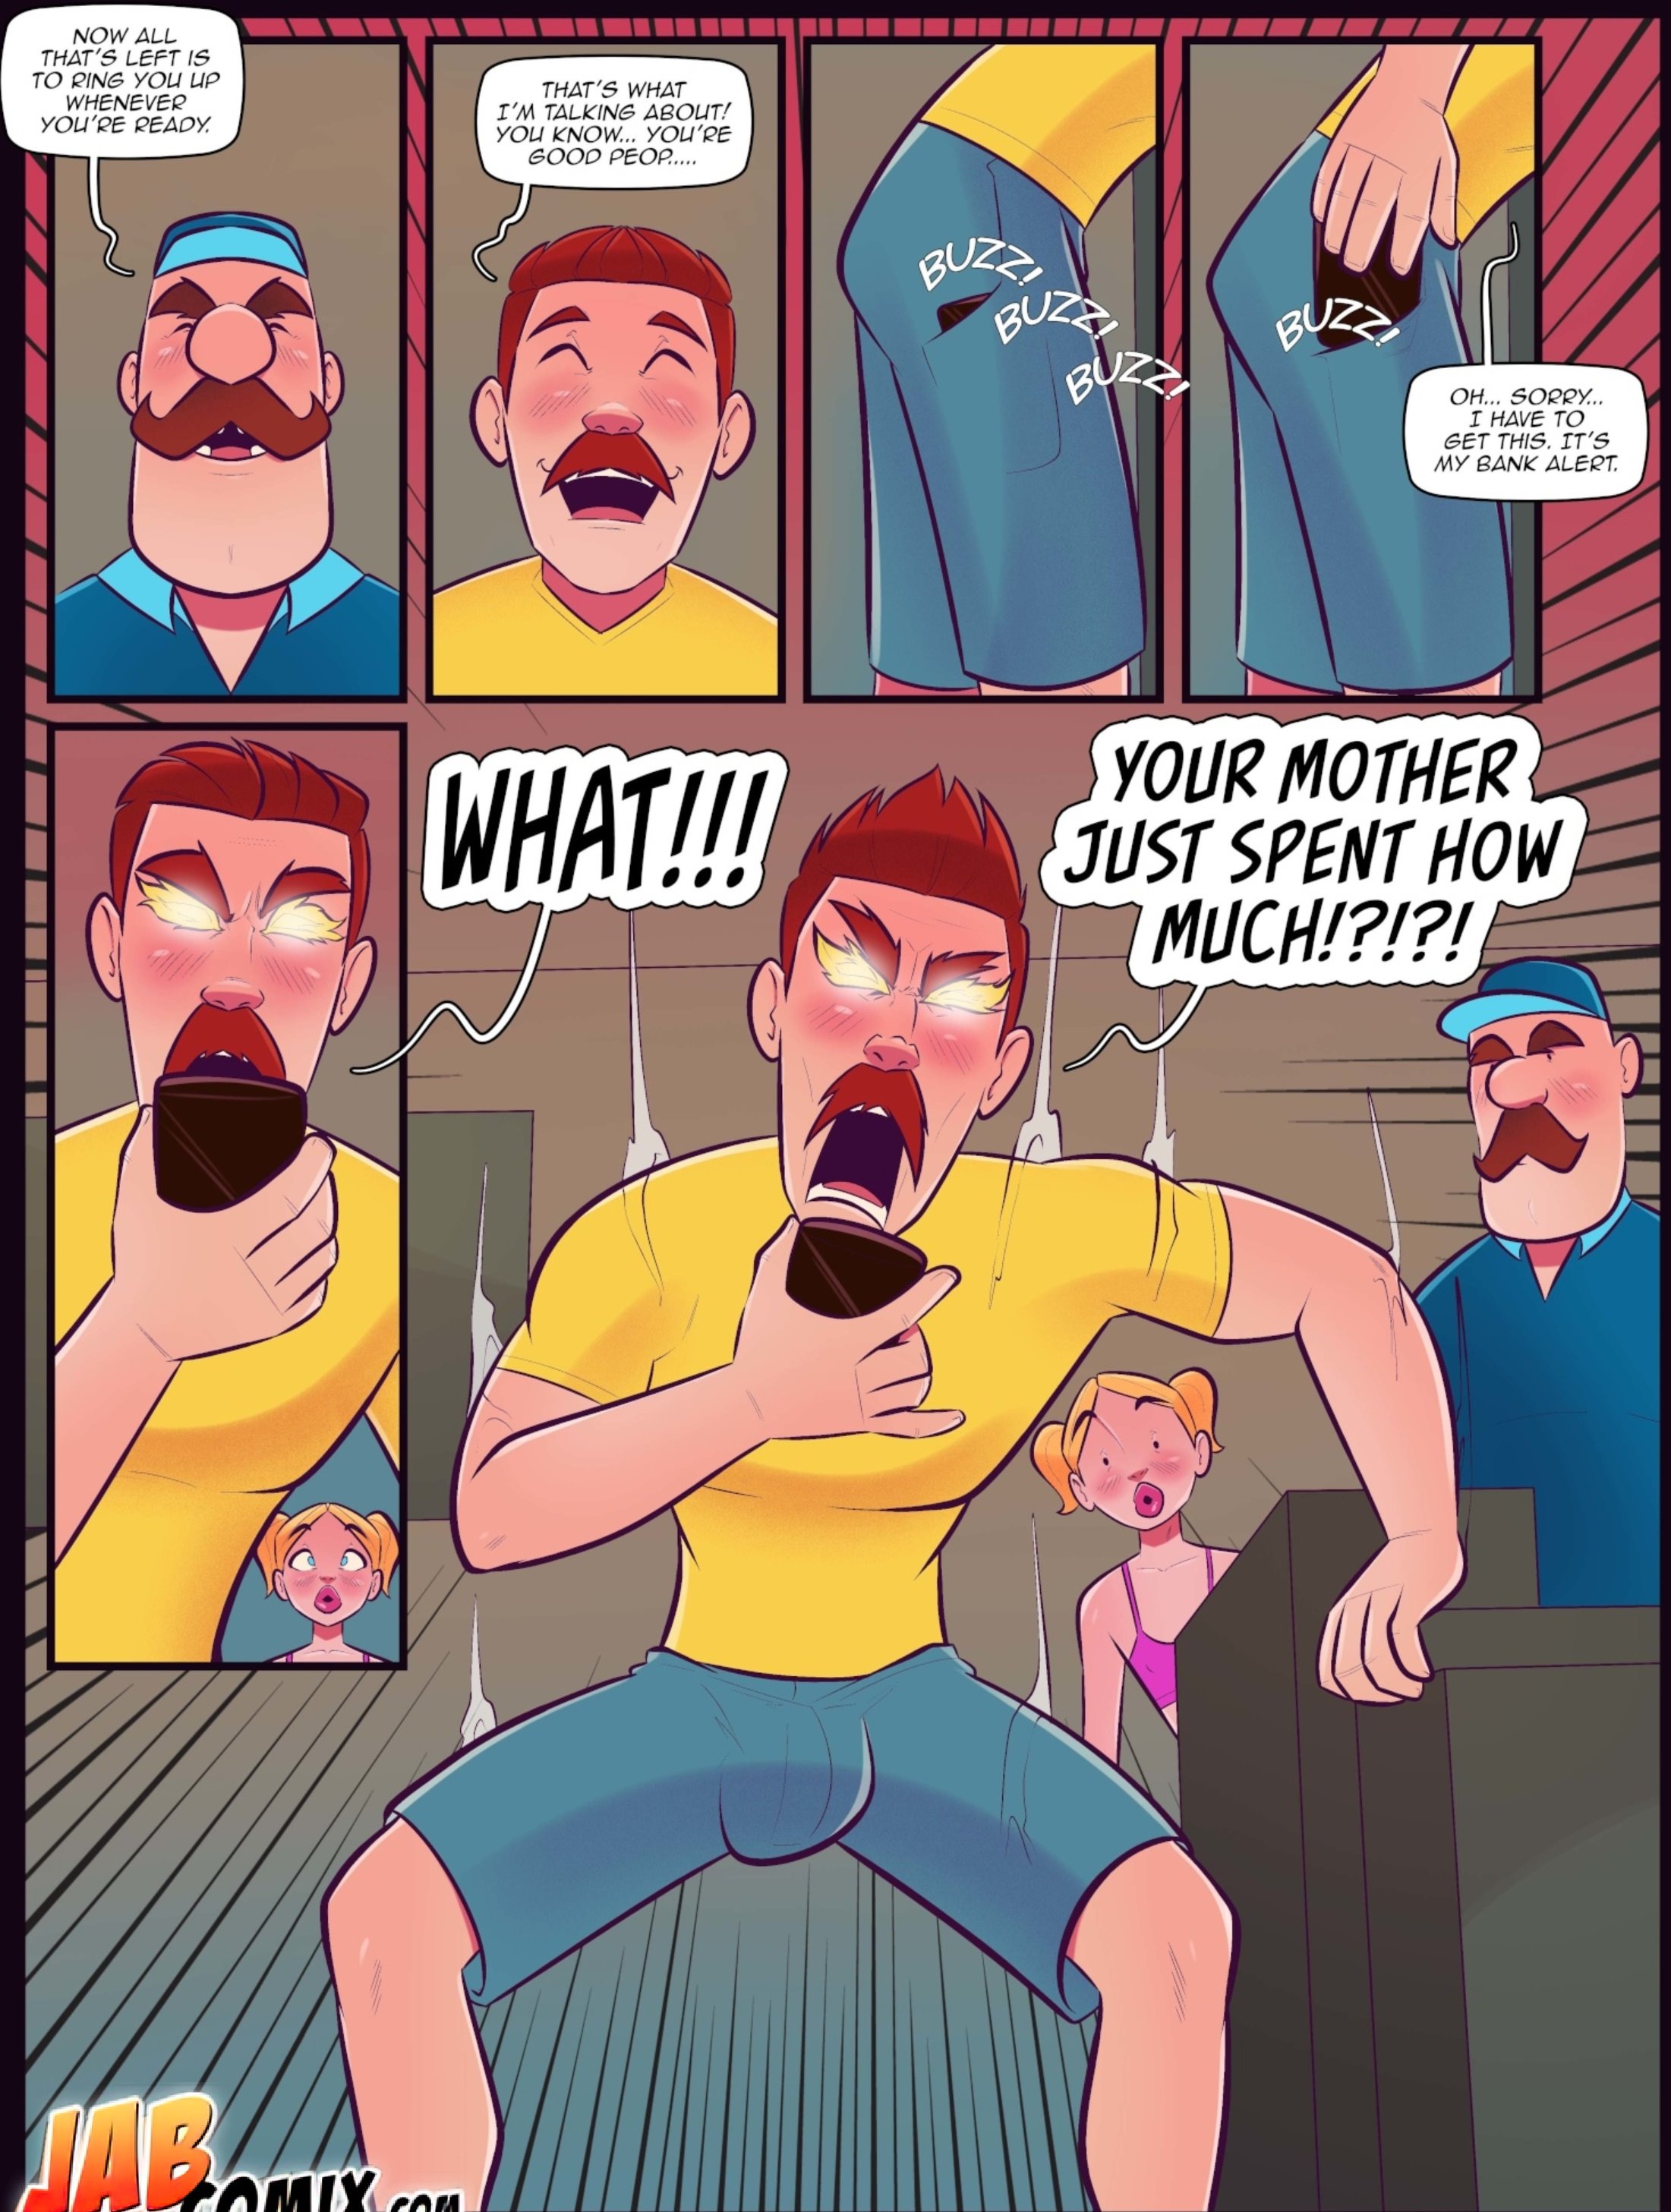 NOW ALL
THAT'S LEFT IS
TO RING YOU UP
WHENEVER
YOU'RE READY.
THAT'S WHAT
I'M TALKING ABOUT!
YOU KNOW... YOU'RE
GOOD PEOP.....
BUZZ!
BUZZ!
BUZZ!
BUZZ!
OH... SORRY...
I HAVE TO
GET THIS. IT'S
MY BANK ALERT.
WHAT!!!
YOUR MOTHER
JUST SPENT HOW
MUCH!?!?!
JAB
COMIX.COM